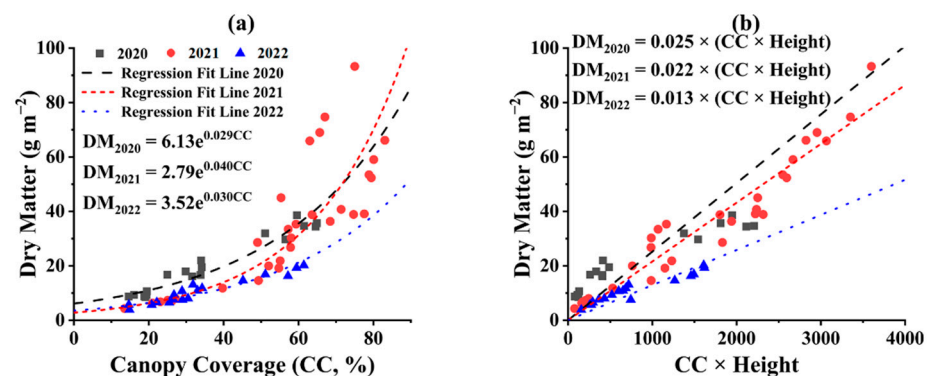 (a)
100
80
60
40
20
0
Dry Matter (g m⁻²)
2020 2021 2022
Regression Fit Line 2020
Regression Fit Line 2021
Regression Fit Line 2022
DM₂₀₂₀ = 6.13e^0.029CC
DM₂₀₂₁ = 2.79e^0.040CC
DM₂₀₂₂ = 3.52e^0.030CC
0 20 40 60 80
Canopy Coverage (CC, %)
(b)
100
80
60
40
20
0
Dry Matter (g m⁻²)
DM₂₀₂₀ = 0.025 × (CC × Height)
DM₂₀₂₁ = 0.022 × (CC × Height)
DM₂₀₂₂ = 0.013 × (CC × Height)
0 1000 2000 3000 4000
CC × Height